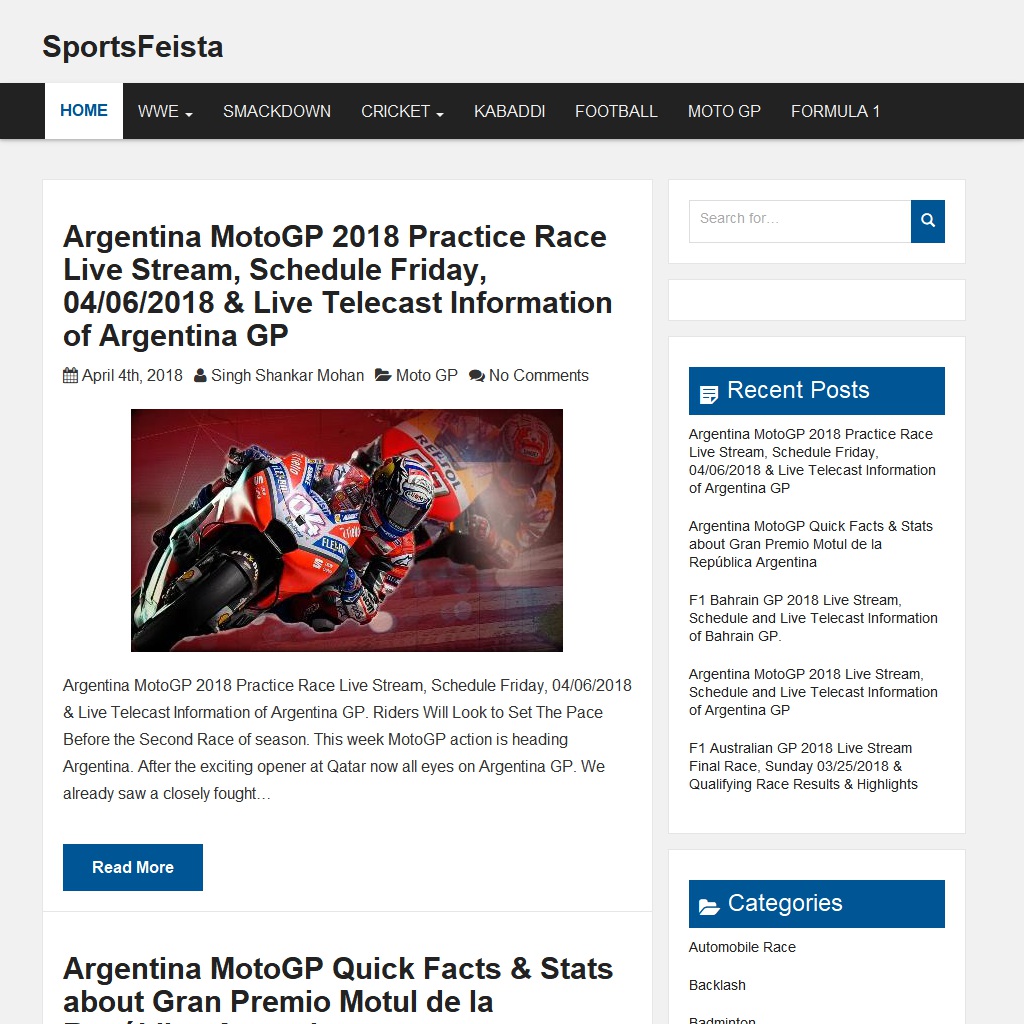 SportsFeista
HOME WWE SMACKDOWN CRICKET KABADDI FOOTBALL MOTO GP FORMULA 1
Argentina MotoGP 2018 Practice Race
Live Stream, Schedule Friday,
04/06/2018 & Live Telecast Information
of Argentina GP
April 4th, 2018 Singh Shankar Mohan Moto GP No Comments
REPSOL
04
Argentina MotoGP 2018 Practice Race Live Stream, Schedule Friday, 04/06/2018
& Live Telecast Information of Argentina GP. Riders Will Look to Set The Pace
Before the Second Race of season. This week MotoGP action is heading
Argentina. After the exciting opener at Qatar now all eyes on Argentina GP. We
already saw a closely fought…
Read More
Argentina MotoGP Quick Facts & Stats
about Gran Premio Motul de la
República Argentina
Search for…
Recent Posts
Argentina MotoGP 2018 Practice Race
Live Stream, Schedule Friday,
04/06/2018 & Live Telecast Information
of Argentina GP
Argentina MotoGP Quick Facts & Stats
about Gran Premio Motul de la
República Argentina
F1 Bahrain GP 2018 Live Stream,
Schedule and Live Telecast Information
of Bahrain GP.
Argentina MotoGP 2018 Live Stream,
Schedule and Live Telecast Information
of Argentina GP
F1 Australian GP 2018 Live Stream
Final Race, Sunday 03/25/2018 &
Qualifying Race Results & Highlights
Categories
Automobile Race
Backlash
Badminton